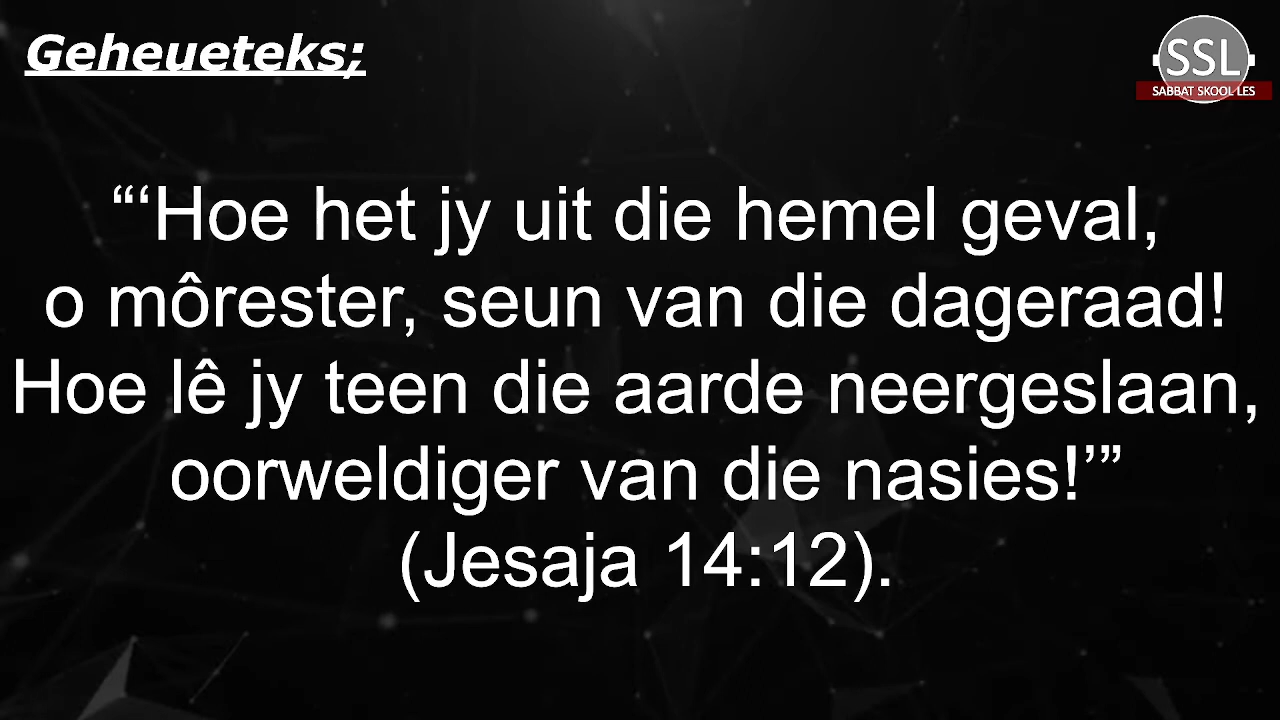 Geheueteks;
SSL
SABBAT SKOOL LES
“‘Hoe het jy uit die hemel geval,
o môrester, seun van die dageraad!
Hoe lê jy teen die aarde neergeslaan,
oorweldiger van die nasies!’”
(Jesaja 14:12).